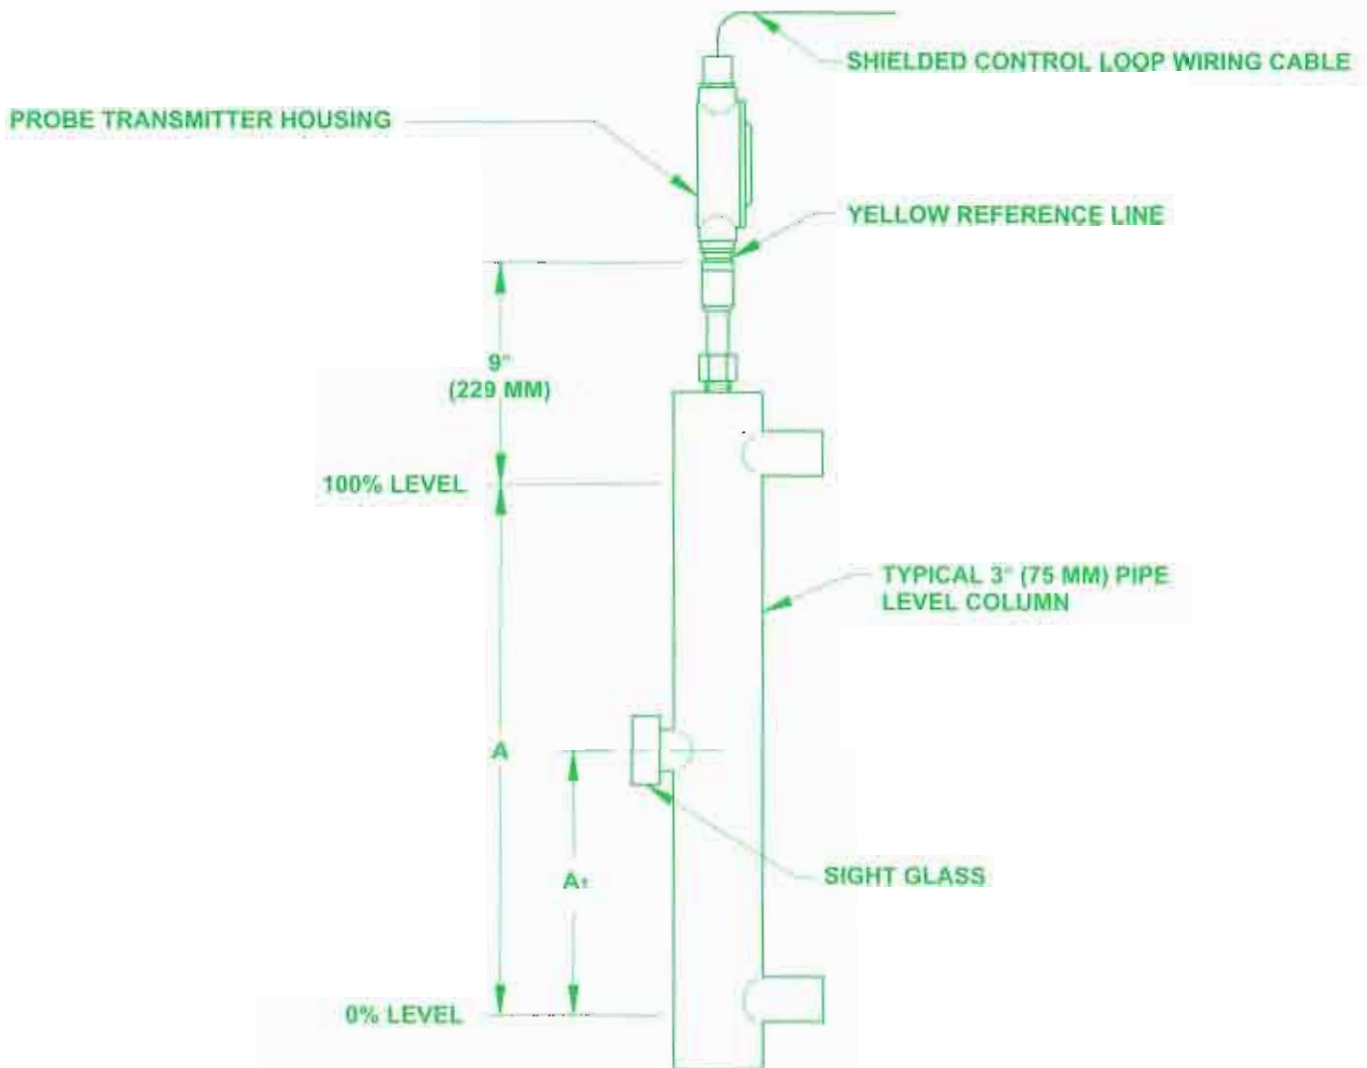 SHIELDED CONTROL LOOP WIRING CABLE
PROBE TRANSMITTER HOUSING
YELLOW REFERENCE LINE
9"
(229 MM)
100% LEVEL
TYPICAL 3" (75 MM) PIPE
LEVEL COLUMN
A
A1
SIGHT GLASS
0% LEVEL